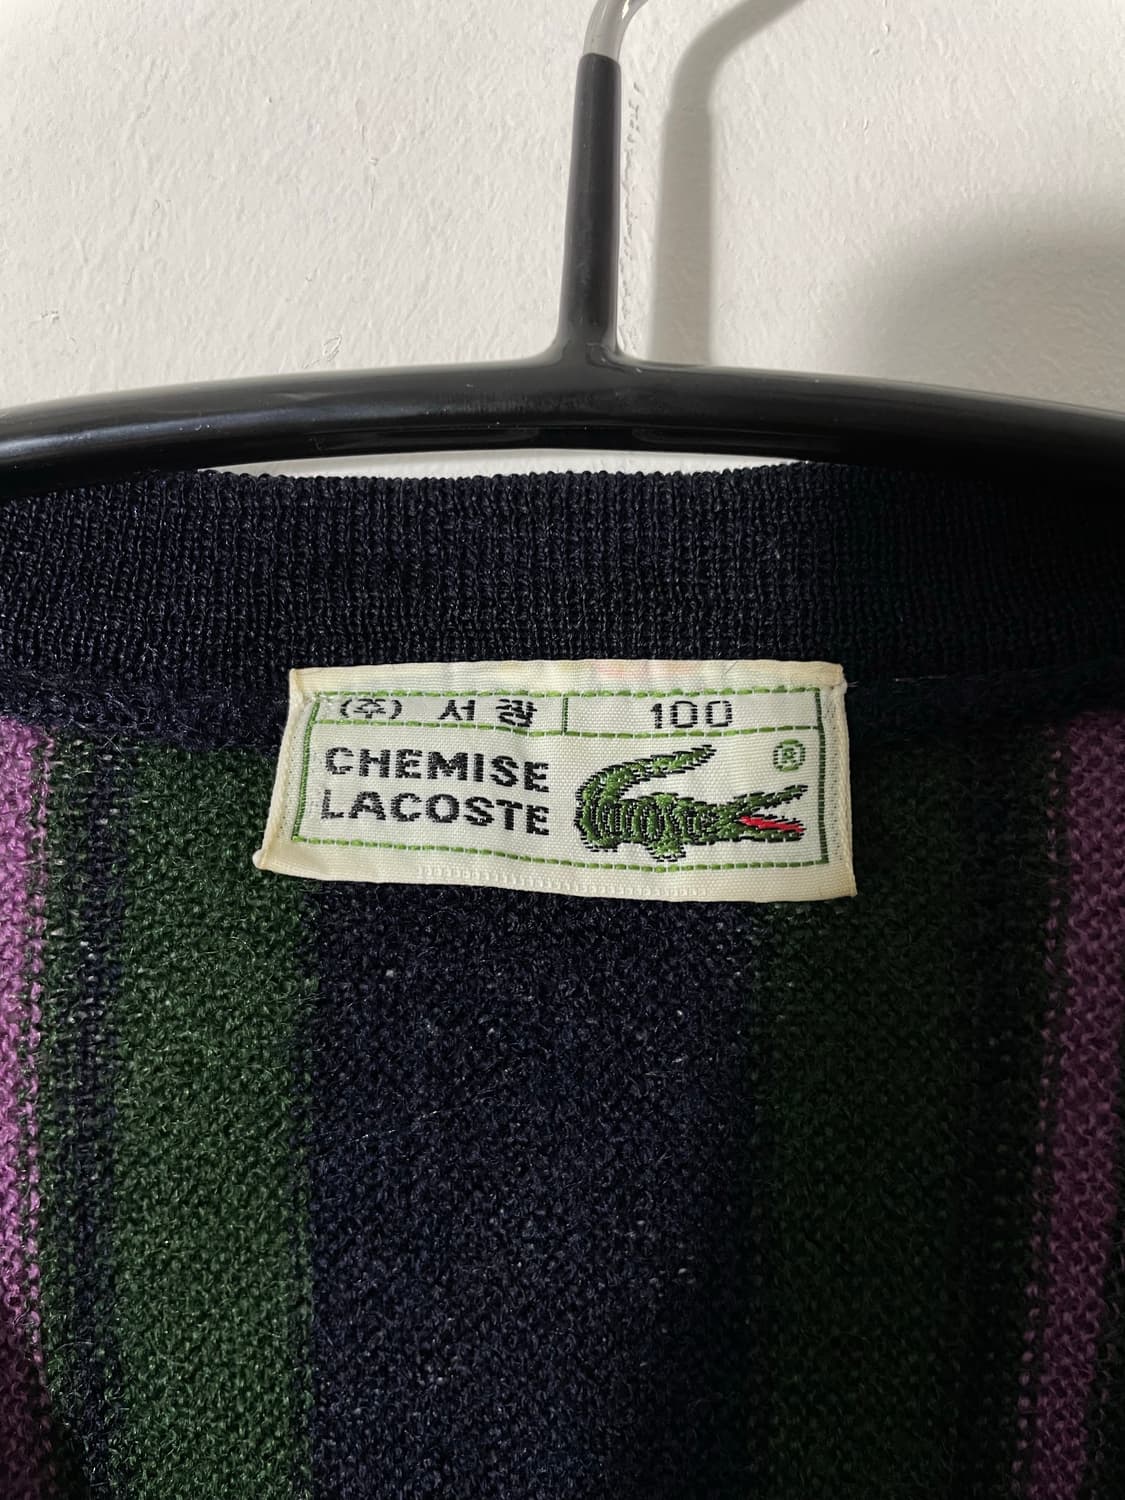 (주) 서광 100
CHEMISE
LACOSTE
®